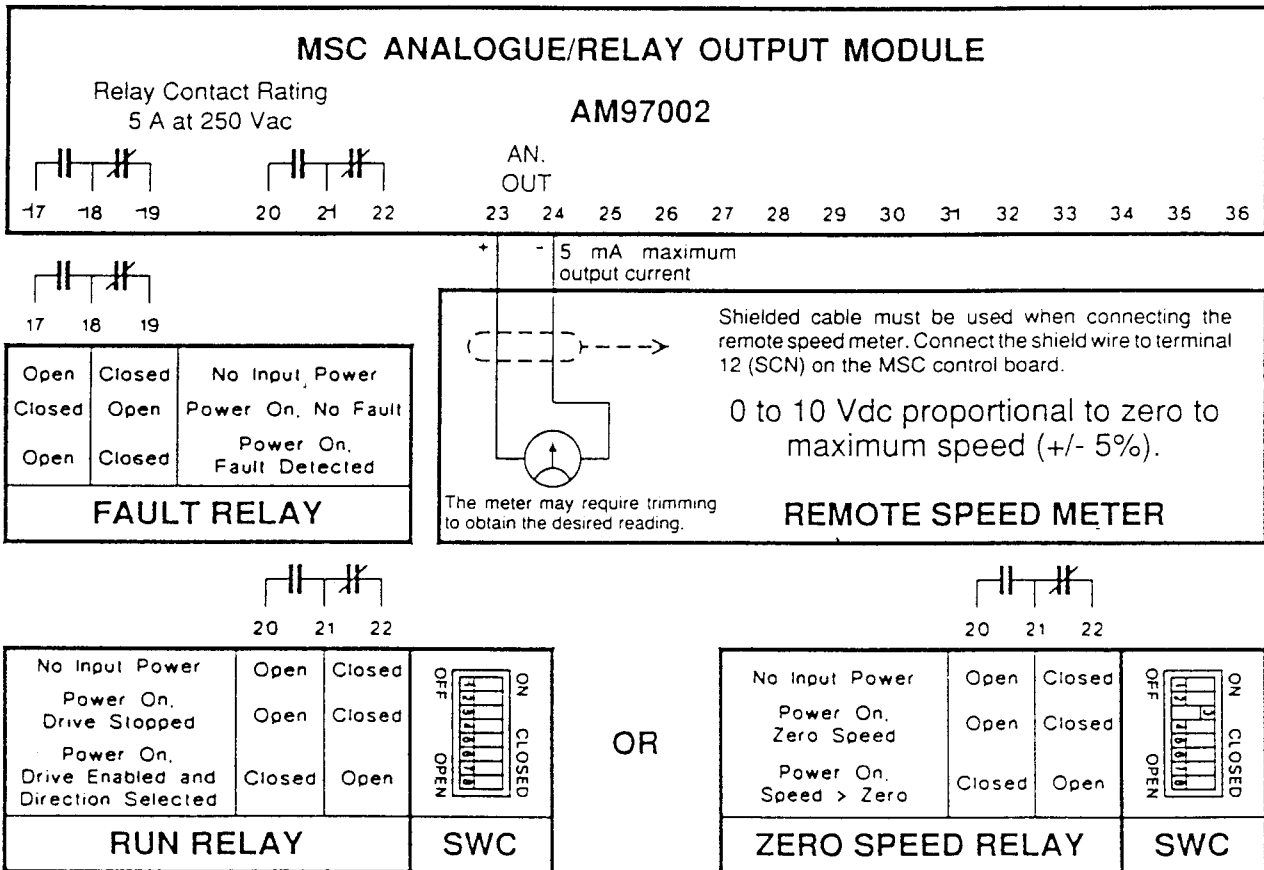 MSC ANALOGUE/RELAY OUTPUT MODULE
Relay Contact Rating
5 A at 250 Vac
AM97002
AN.
OUT
17 18 19 20 21 22 23 24 25 26 27 28 29 30 31 32 33 34 35 36
+ -
5 mA maximum
output current
17 18 19
Open Closed No Input Power
Closed Open Power On, No Fault
Open Closed Power On,
Fault Detected
FAULT RELAY
Shielded cable must be used when connecting the
remote speed meter. Connect the shield wire to terminal
12 (SCN) on the MSC control board.
0 to 10 Vdc proportional to zero to
maximum speed (+/- 5%).
The meter may require trimming
to obtain the desired reading.
REMOTE SPEED METER
20 21 22
No Input Power Open Closed
Power On,
Drive Stopped Open Closed
Power On,
Drive Enabled and
Direction Selected Closed Open
OFF ON
OPEN CLOSED
RUN RELAY SWC
OR
20 21 22
No Input Power Open Closed
Power On,
Zero Speed Open Closed
Power On,
Speed > Zero Closed Open
OFF ON
3
OPEN CLOSED
ZERO SPEED RELAY SWC